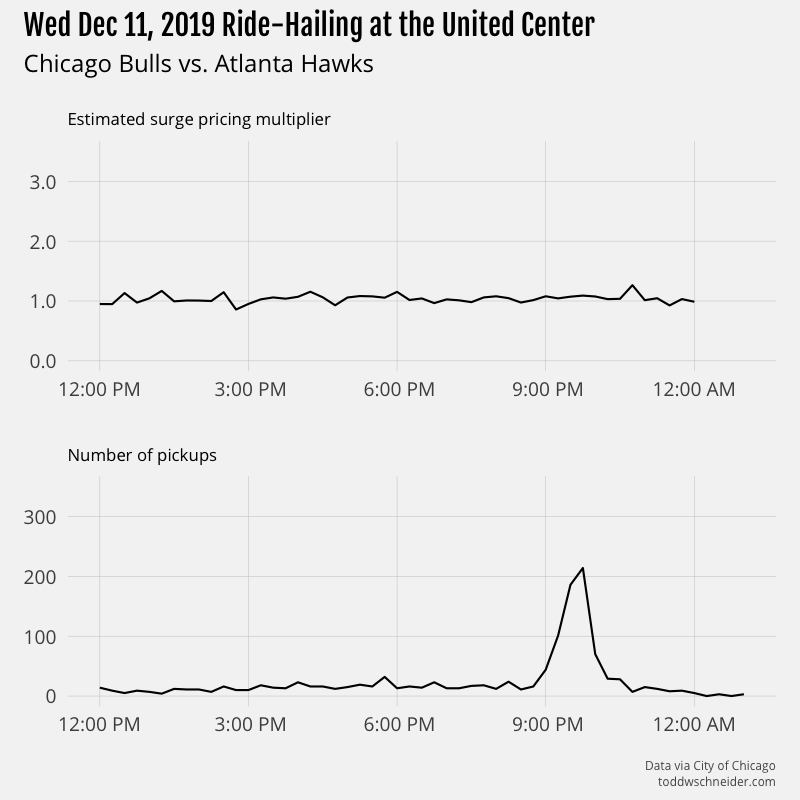 Wed Dec 11, 2019 Ride-Hailing at the United Center
Chicago Bulls vs. Atlanta Hawks
Estimated surge pricing multiplier
3.0
2.0
1.0
0.0
12:00 PM 3:00 PM 6:00 PM 9:00 PM 12:00 AM
Number of pickups
300
200
100
0
12:00 PM 3:00 PM 6:00 PM 9:00 PM 12:00 AM
Data via City of Chicago
toddwschneider.com